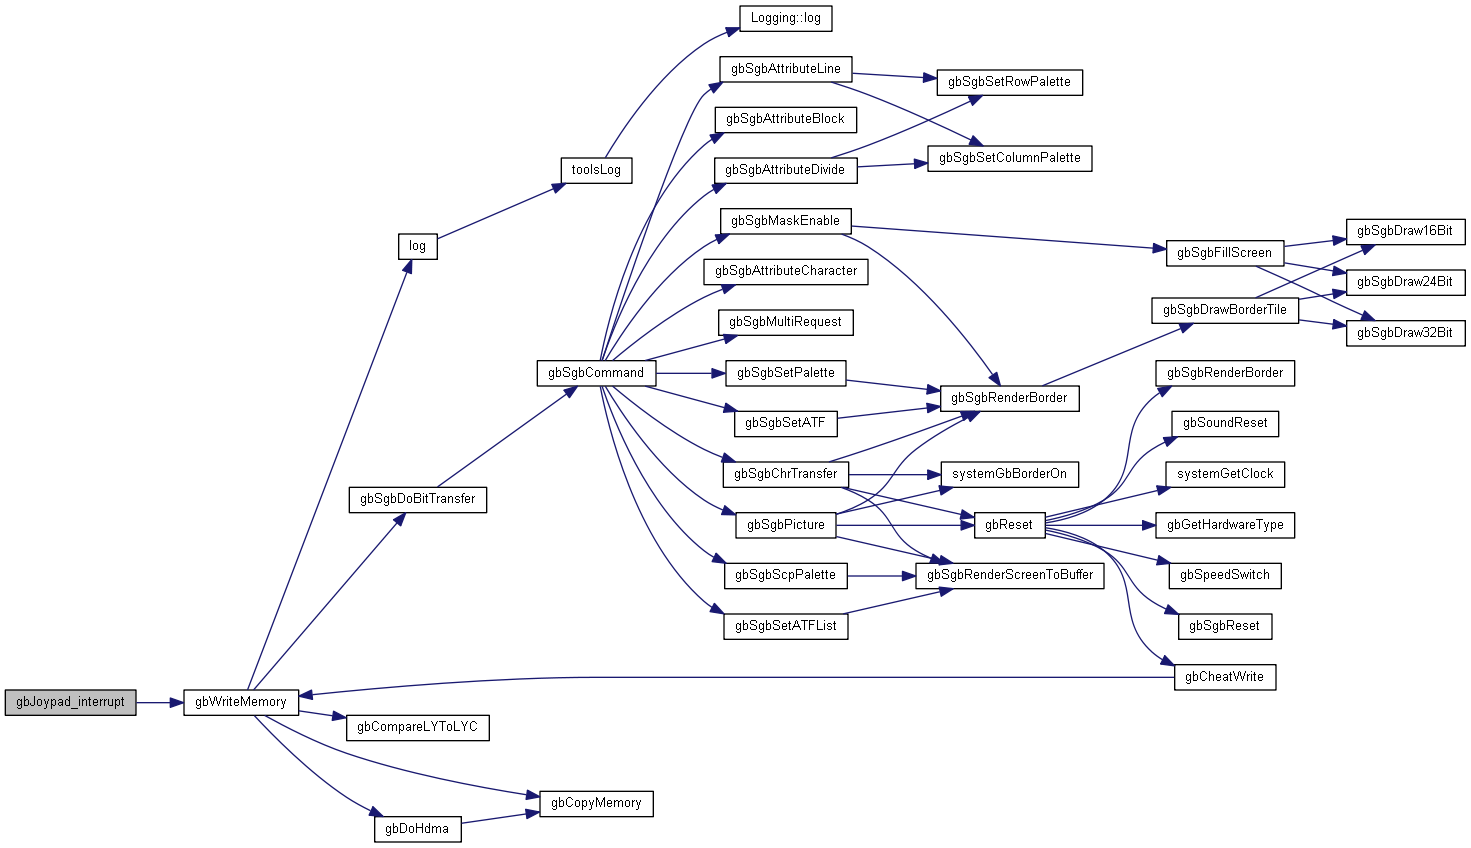 Logging::log
gbSgbAttributeLine
gbSgbSetRowPalette
gbSgbAttributeBlock
toolsLog
gbSgbAttributeDivide
gbSgbSetColumnPalette
gbSgbMaskEnable
gbSgbDraw16Bit
log
gbSgbFillScreen
gbSgbAttributeCharacter
gbSgbDraw24Bit
gbSgbDrawBorderTile
gbSgbMultiRequest
gbSgbDraw32Bit
gbSgbCommand
gbSgbSetPalette
gbSgbRenderBorder
gbSgbRenderBorder
gbSgbSetATF
gbSoundReset
gbSgbChrTransfer
systemGbBorderOn
systemGetClock
gbSgbDoBitTransfer
gbSgbPicture
gbReset
gbGetHardwareType
gbSgbScpPalette
gbSgbRenderScreenToBuffer
gbSpeedSwitch
gbSgbSetATFList
gbSgbReset
gbCheatWrite
gbJoypad_interrupt
gbWriteMemory
gbCompareLYToLYC
gbCopyMemory
gbDoHdma